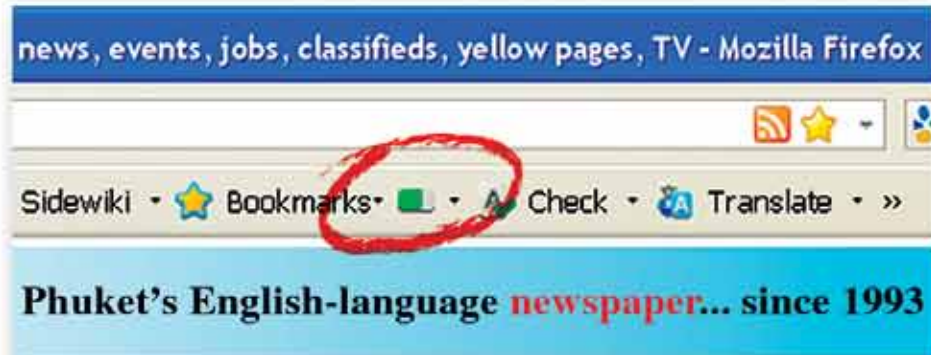 news, events, jobs, classifieds, yellow pages, TV - Mozilla Firefox
Sidewiki Bookmarks Check Translate »
Phuket's English-language newspaper... since 1993